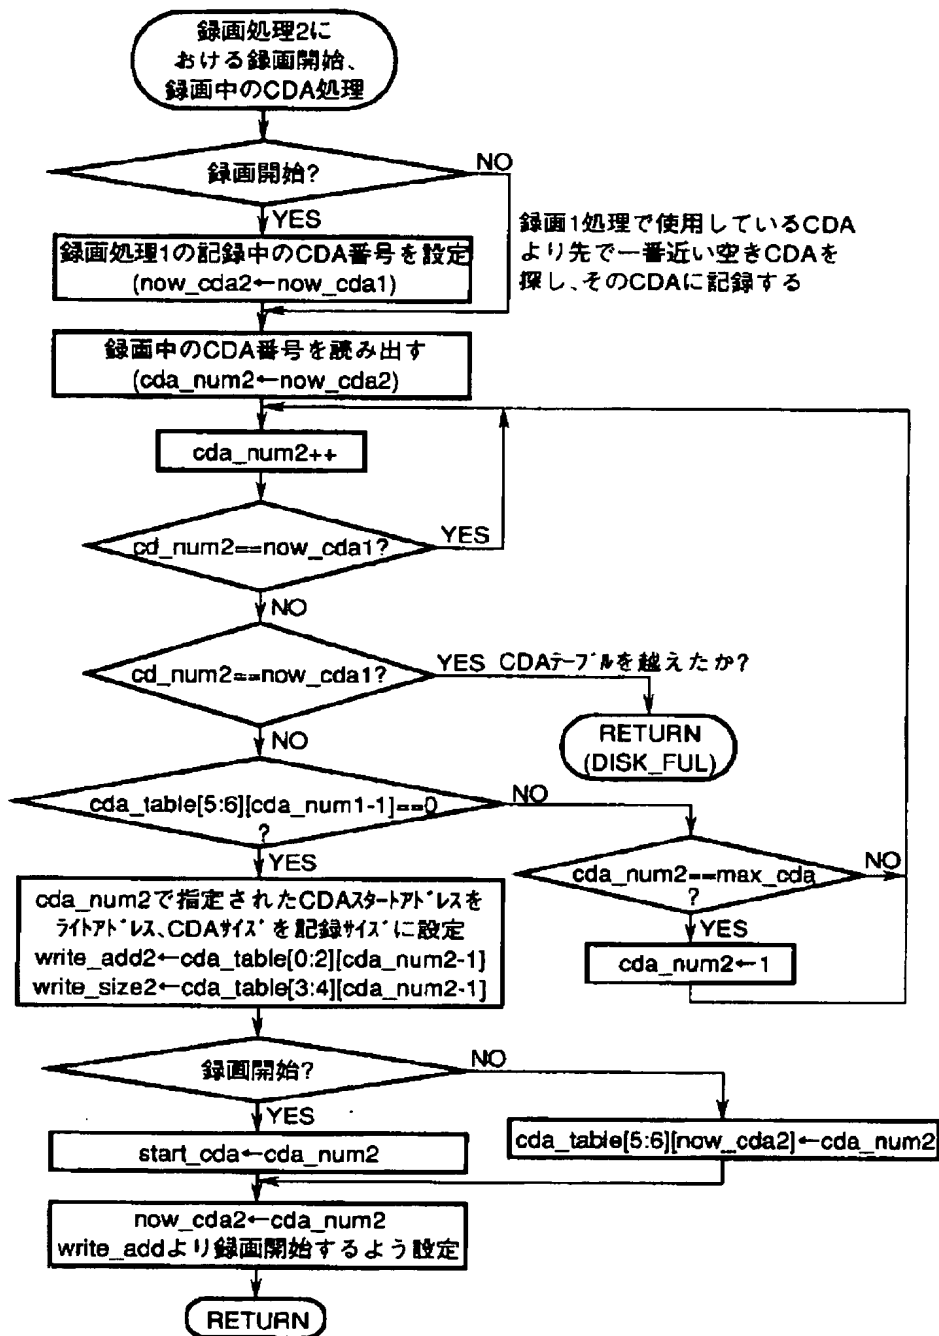 録画処理2に
おける録画開始、
録画中のCDA処理
録画開始?
NO
YES
録画1処理で使用しているCDA
より先で一番近い空きCDAを
探し、そのCDAに記録する
録画処理1の記録中のCDA番号を設定
(now_cda2←now_cda1)
録画中のCDA番号を読み出す
(cda_num2←now_cda2)
cda_num2++
cd_num2==now_cda1?
YES
NO
cd_num2==now_cda1?
YES CDAテーブルを越えたか?
NO
RETURN
(DISK_FUL)
cda_table[5:6][cda_num1-1]==0
?
NO
YES
cda_num2==max_cda
?
NO
YES
cda_num2←1
cda_num2で指定されたCDAスタートアドレスを
ライトアドレス、CDAサイズを記録サイズに設定
write_add2←cda_table[0:2][cda_num2-1]
write_size2←cda_table[3:4][cda_num2-1]
録画開始?
NO
YES
start_cda←cda_num2
cda_table[5:6][now_cda2]←cda_num2
now_cda2←cda_num2
write_addより録画開始するよう設定
RETURN